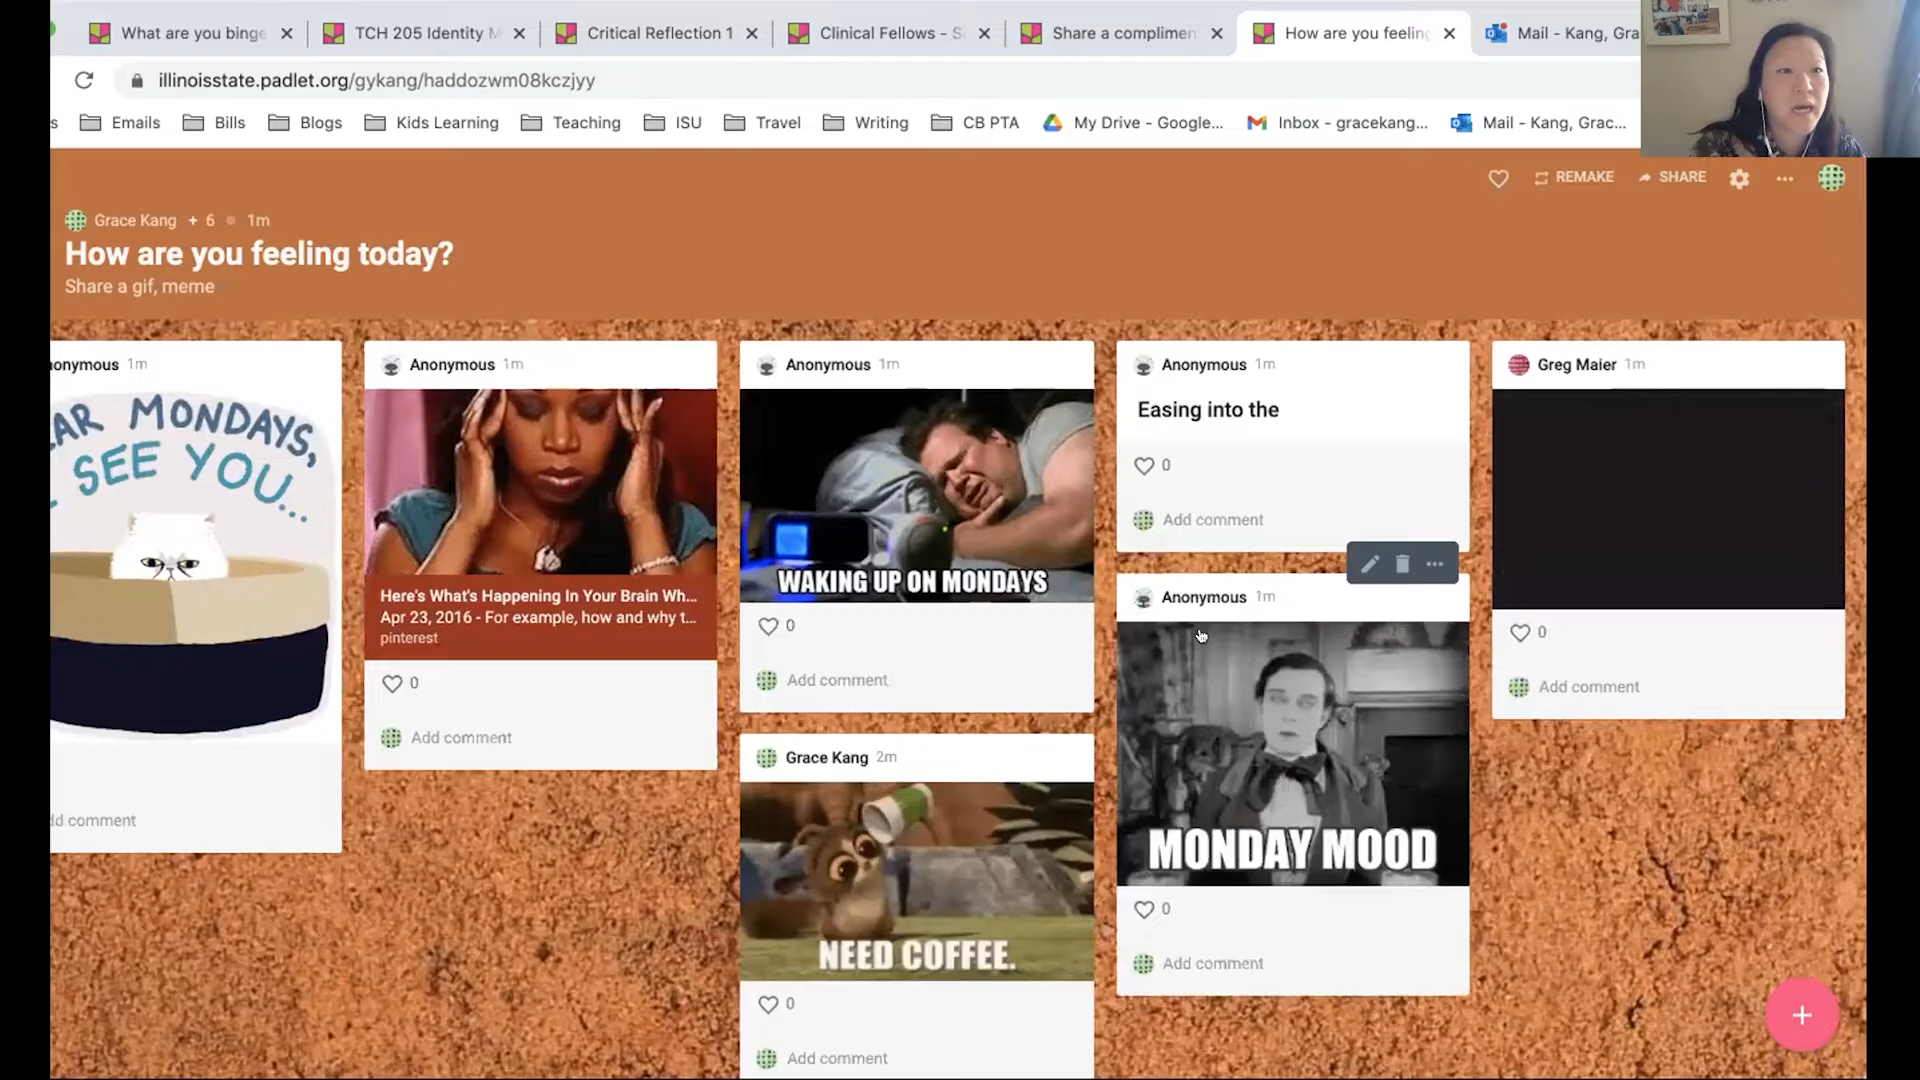 What are you binge
TCH 205 Identity M
Critical Reflection 1
Clinical Fellows - S
Share a complimen
How are you feeling
Mail - Kang, Gra
illinoisstate.padlet.org/gykang/haddozwm08kczjyy
s
Emails
Bills
Blogs
Kids Learning
Teaching
ISU
Travel
Writing
CB PTA
My Drive - Google...
Inbox - gracekang...
Mail - Kang, Grac...
REMAKE
SHARE
Grace Kang + 6 1m
How are you feeling today?
Share a gif, meme
onymous 1m
AR MONDAYS,
SEE YOU...
dd comment
Anonymous 1m
Here's What's Happening In Your Brain Wh...
Apr 23, 2016 - For example, how and why t...
pinterest
0
Add comment
Anonymous 1m
WAKING UP ON MONDAYS
0
Add comment
Grace Kang 2m
NEED COFFEE.
0
Add comment
Anonymous 1m
Easing into the
0
Add comment
Anonymous 1m
MONDAY MOOD
0
Add comment
Greg Maier 1m
0
Add comment